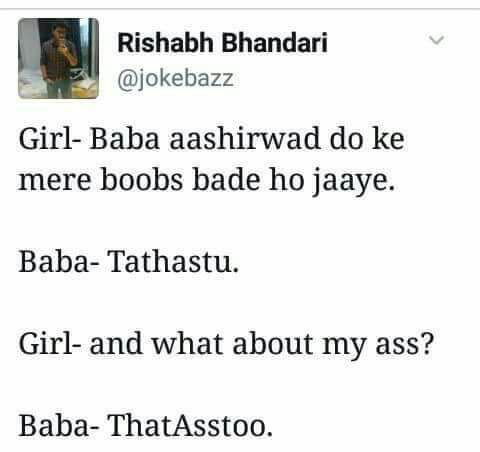 Rishabh Bhandari
@jokebazz
Girl- Baba aashirwad do ke
mere boobs bade ho jaaye.
Baba- Tathastu.
Girl- and what about my ass?
Baba- ThatAsstoo.